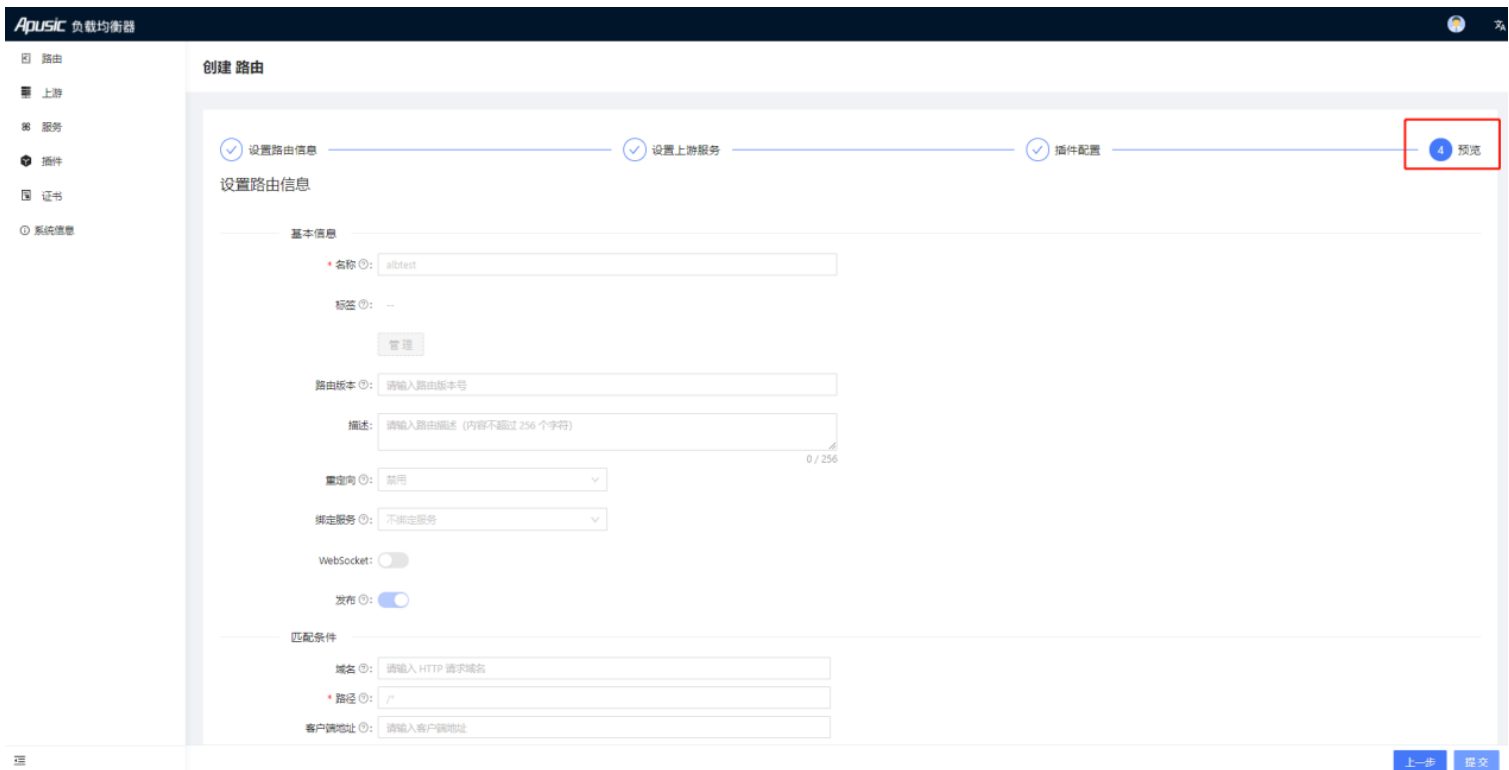 Apusic 负载均衡器
路由
上游
服务
插件
证书
系统信息
创建 路由
设置路由信息
设置上游服务
插件配置
4 预览
设置路由信息
基本信息
* 名称 ?: albtest
标签 ?: --
管 理
路由版本 ?: 请输入路由版本号
描述: 请输入路由描述（内容不超过 256 个字符）
0 / 256
重定向 ?: 禁用
绑定服务 ?: 不绑定服务
WebSocket:
发布 ?:
匹配条件
域名 ?: 请输入 HTTP 请求域名
* 路径 ?: /*
客户端地址 ?: 请输入客户端地址
上一步
提 交